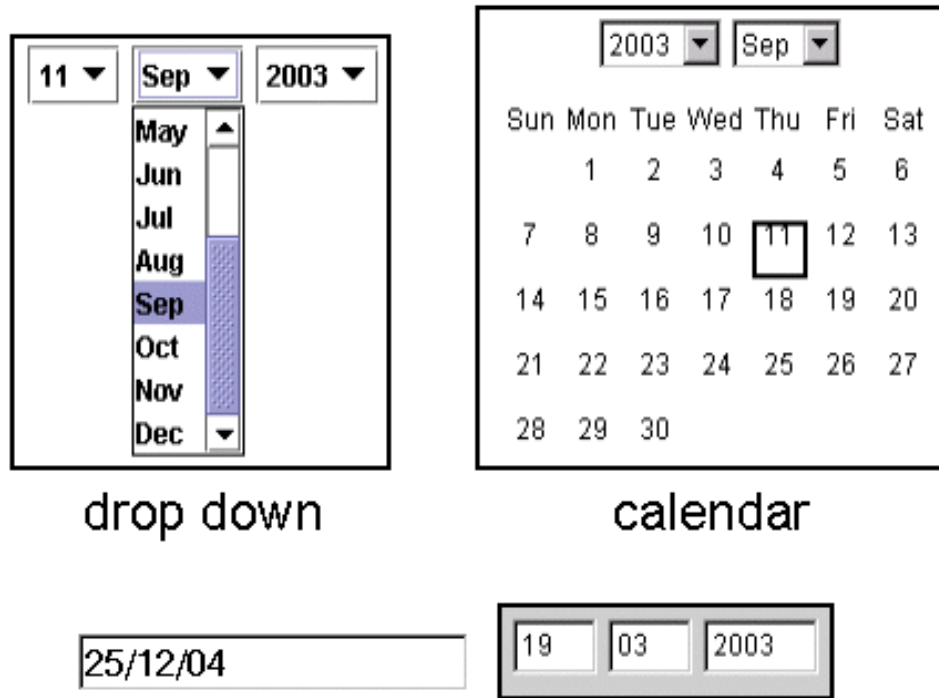 11 Sep 2003
May
Jun
Jul
Aug
Sep
Oct
Nov
Dec
drop down
2003 Sep
Sun Mon Tue Wed Thu Fri Sat
1 2 3 4 5 6
7 8 9 10 11 12 13
14 15 16 17 18 19 20
21 22 23 24 25 26 27
28 29 30
calendar
25/12/04
19 03 2003